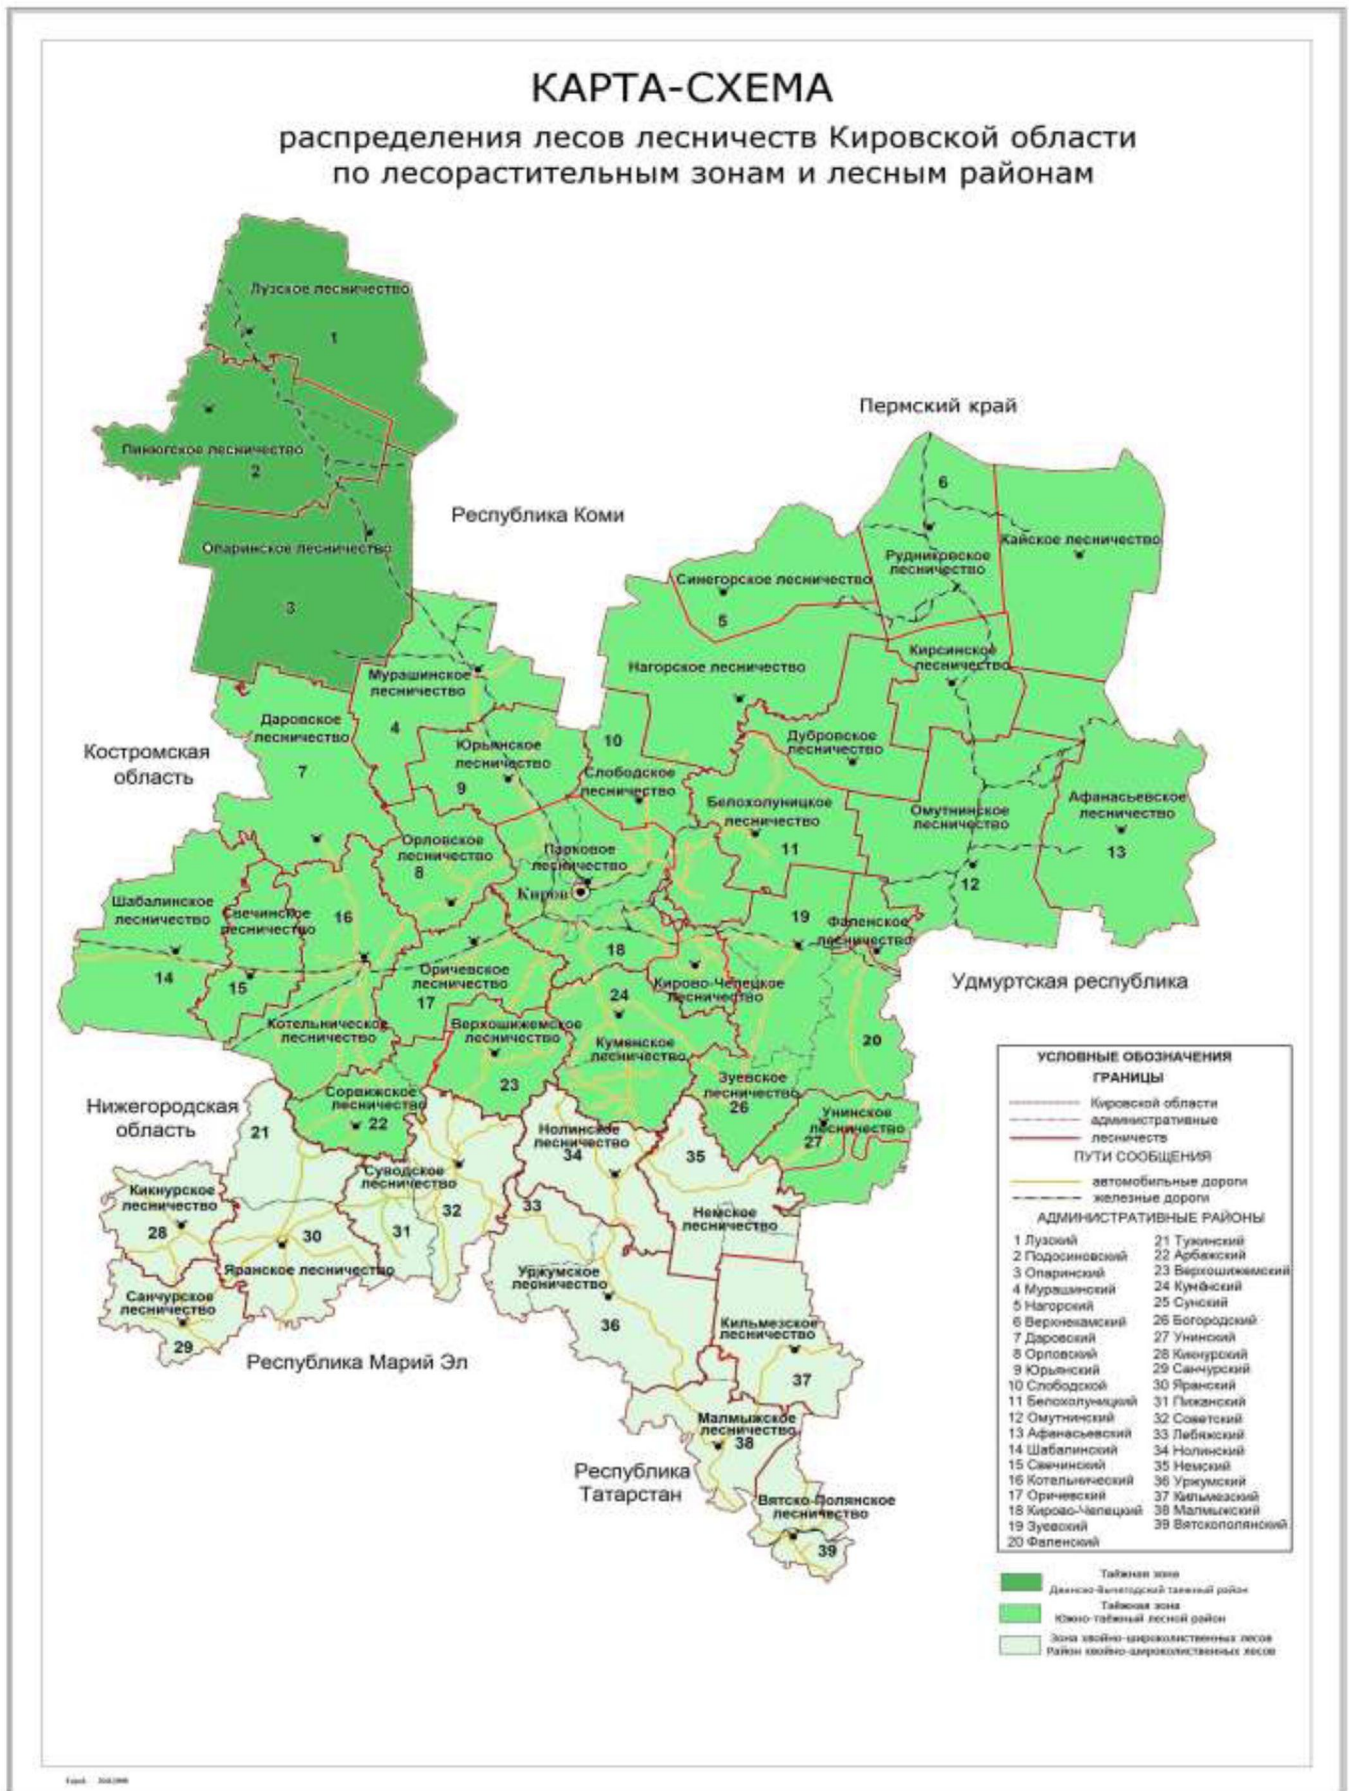 КАРТА-СХЕМА
распределения лесов лесничеств Кировской области
по лесорастительным зонам и лесным районам
Лузское лесничество
1
Пермский край
Пинюгское лесничество
2
6
Республика Коми
Опаринское лесничество
3
Рудниковское
лесничество
Кайское лесничество
Синегорское лесничество
5
Кирсинское
лесничество
Нагорское лесничество
Мурашинское
лесничество
4
Даровское
лесничество
7
Костромская
область
Юрьянское
лесничество
9
10
Дубровское
лесничество
Слободское
лесничество
Белохолуницкое
лесничество
11
Омутнинское
лесничество
12
Афанасьевское
лесничество
13
Орловское
лесничество
8
Парковое
лесничество
Киров
Шабалинское
лесничество
14
Свечинское
лесничество
15
16
19
Фаленское
лесничество
18
Оричевское
лесничество
17
Кирово-Чепецкое
лесничество
Удмуртская республика
24
Котельническое
лесничество
Верхошижемское
лесничество
23
Куменское
лесничество
20
Зуевское
лесничество
26
Сорвижское
лесничество
22
Унинское
лесничество
27
Нижегородская
область
21
Нолинское
лесничество
34
35
Суводское
лесничество
31
32
33
Кикнурское
лесничество
28
30
Немское
лесничество
Яранское лесничество
Уржумское
лесничество
36
Санчурское
лесничество
29
Кильмезское
лесничество
37
Республика Марий Эл
Малмыжское
лесничество
38
Республика
Татарстан
Вятско-Полянское
лесничество
39
УСЛОВНЫЕ ОБОЗНАЧЕНИЯ
ГРАНИЦЫ
Кировской области
административные
лесничеств
ПУТИ СООБЩЕНИЯ
автомобильные дороги
железные дороги
АДМИНИСТРАТИВНЫЕ РАЙОНЫ
1 Лузский
2 Подосиновский
3 Опаринский
4 Мурашинский
5 Нагорский
6 Верхнекамский
7 Даровский
8 Орловский
9 Юрьянский
10 Слободской
11 Белохолуницкий
12 Омутнинский
13 Афанасьевский
14 Шабалинский
15 Свечинский
16 Котельнический
17 Оричевский
18 Кирово-Чепецкий
19 Зуевский
20 Фаленский
21 Тужинский
22 Арбажский
23 Верхошижемский
24 Кумёнский
25 Сунский
26 Богородский
27 Унинский
28 Кикнурский
29 Санчурский
30 Яранский
31 Пижанский
32 Советский
33 Лебяжский
34 Нолинский
35 Немский
36 Уржумский
37 Кильмезский
38 Малмыжский
39 Вятскополянский
Таёжная зона
Двинско-Вычегодский таежный район
Таёжная зона
Южно-таёжный лесной район
Зона хвойно-широколиственных лесов
Район хвойно-широколиственных лесов